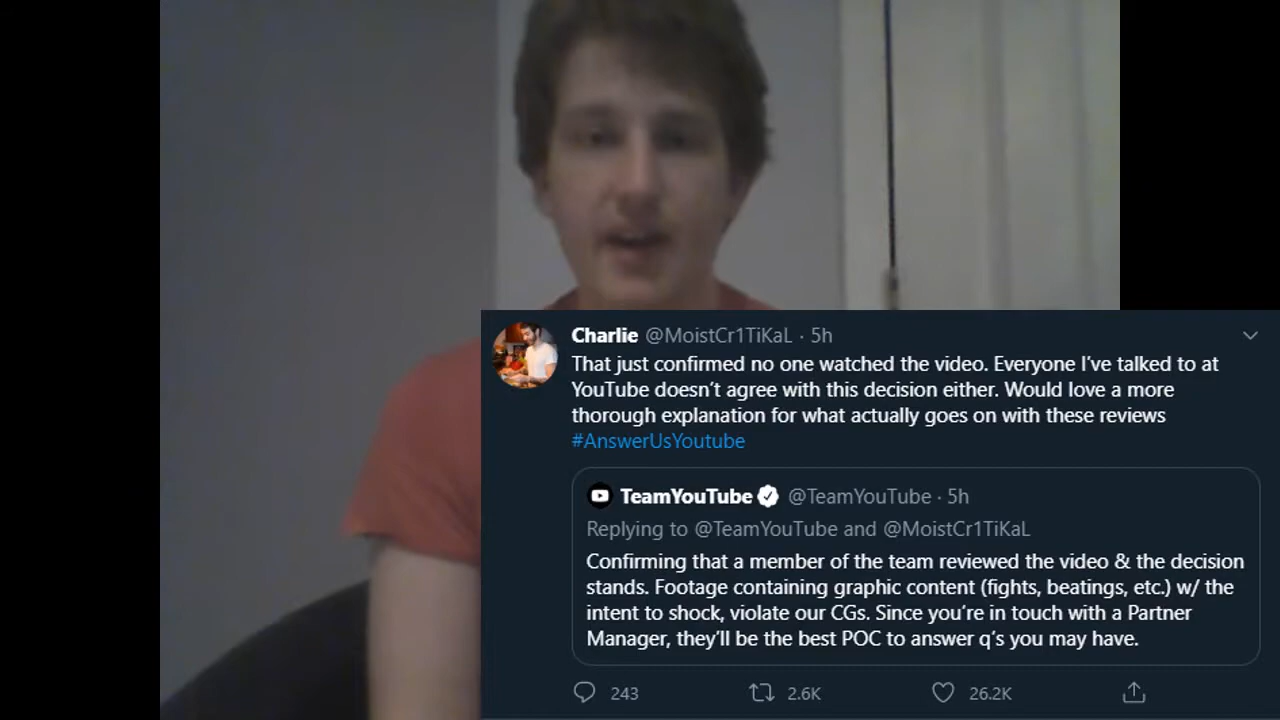 Charlie @MoistCr1TiKaL · 5h
That just confirmed no one watched the video. Everyone I've talked to at
YouTube doesn't agree with this decision either. Would love a more
thorough explanation for what actually goes on with these reviews
#AnswerUsYoutube
TeamYouTube @TeamYouTube · 5h
Replying to @TeamYouTube and @MoistCr1TiKaL
Confirming that a member of the team reviewed the video & the decision
stands. Footage containing graphic content (fights, beatings, etc.) w/ the
intent to shock, violate our CGs. Since you're in touch with a Partner
Manager, they'll be the best POC to answer q's you may have.
243 2.6K 26.2K